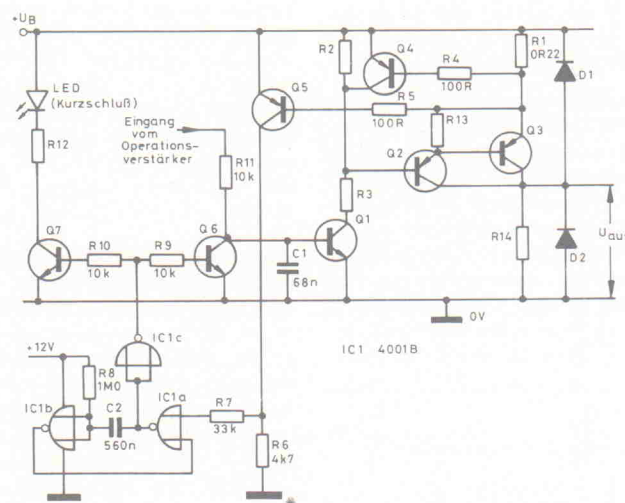 +UB
LED
(Kurzschluß)
R12
Eingang
vom
Operations-
verstärker
R11
10k
Q5
R2
Q4
R4
100R
R5
100R
R1
0R22
D1
R13
Q3
Q2
R3
Q1
Q7
R10
10k
R9
10k
Q6
C1
68n
R14
D2
Uaus
0V
IC1 4001B
IC1c
+12V
R8
1M0
IC1b
C2
560n
IC1a
R7
33k
R6
4k7